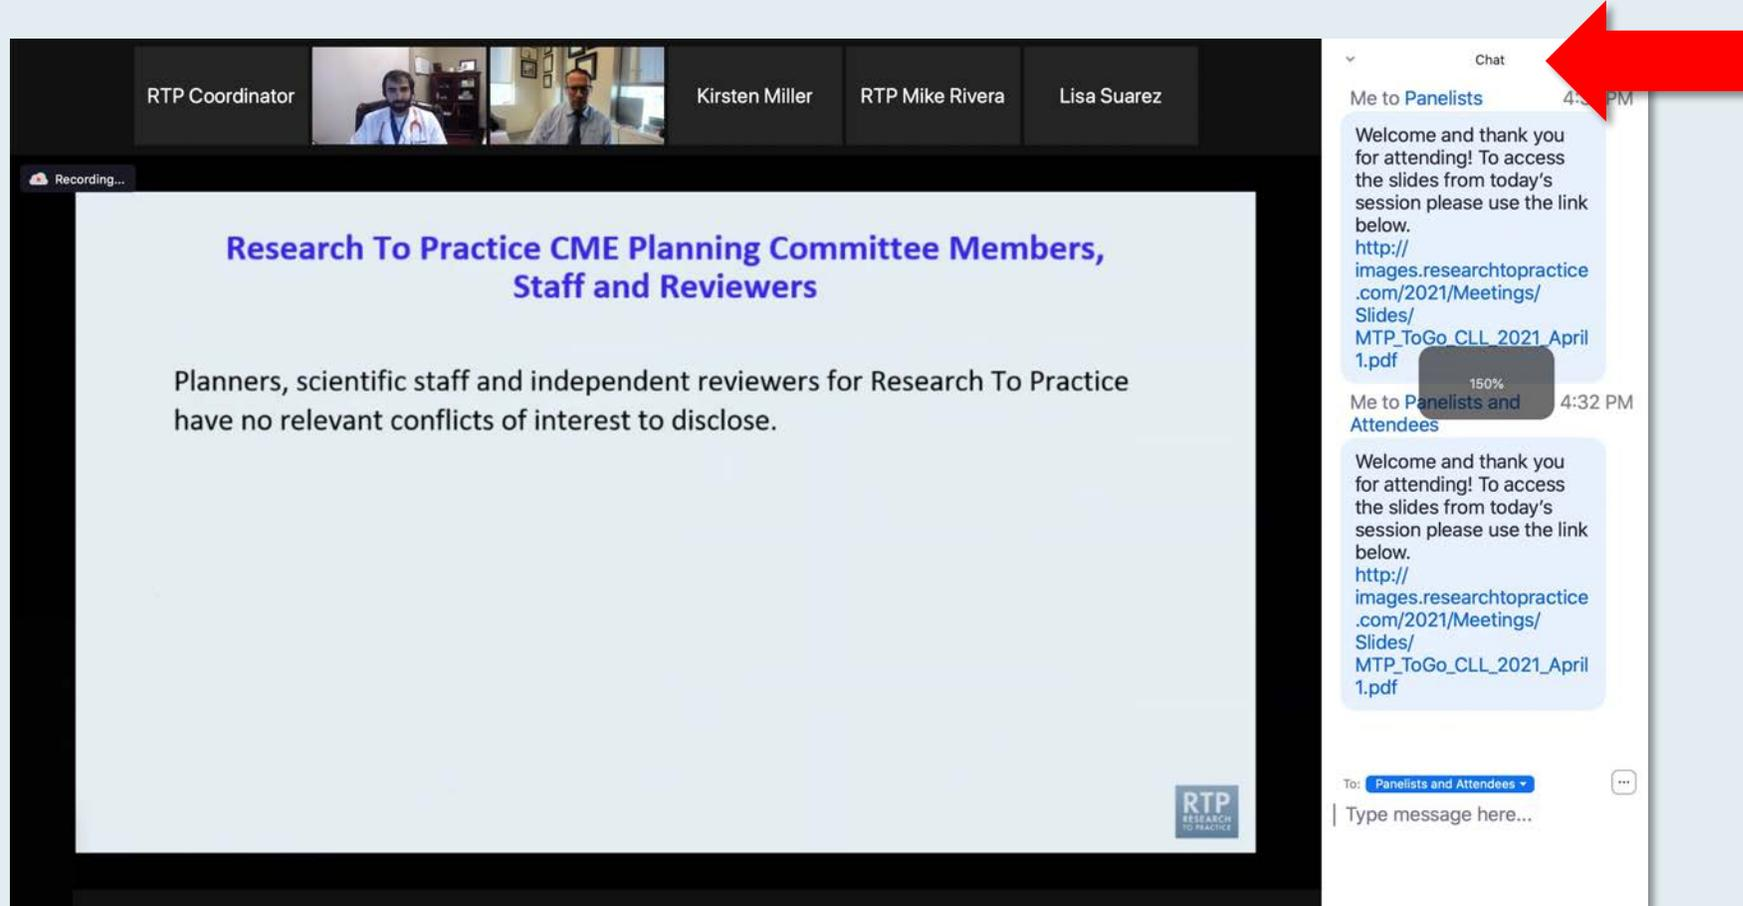 RTP Coordinator
Kirsten Miller
RTP Mike Rivera
Lisa Suarez
Recording...
Research To Practice CME Planning Committee Members,
Staff and Reviewers
Planners, scientific staff and independent reviewers for Research To Practice
have no relevant conflicts of interest to disclose.
RTP
RESEARCH
TO PRACTICE
Chat
Me to Panelists
PM
Welcome and thank you
for attending! To access
the slides from today's
session please use the link
below.
http://
images.researchtopractice
.com/2021/Meetings/
Slides/
MTP_ToGo_CLL_2021_April
1.pdf
150%
Me to Panelists and 4:32 PM
Attendees
Welcome and thank you
for attending! To access
the slides from today's
session please use the link
below.
http://
images.researchtopractice
.com/2021/Meetings/
Slides/
MTP_ToGo_CLL_2021_April
1.pdf
To: Panelists and Attendees
Type message here...